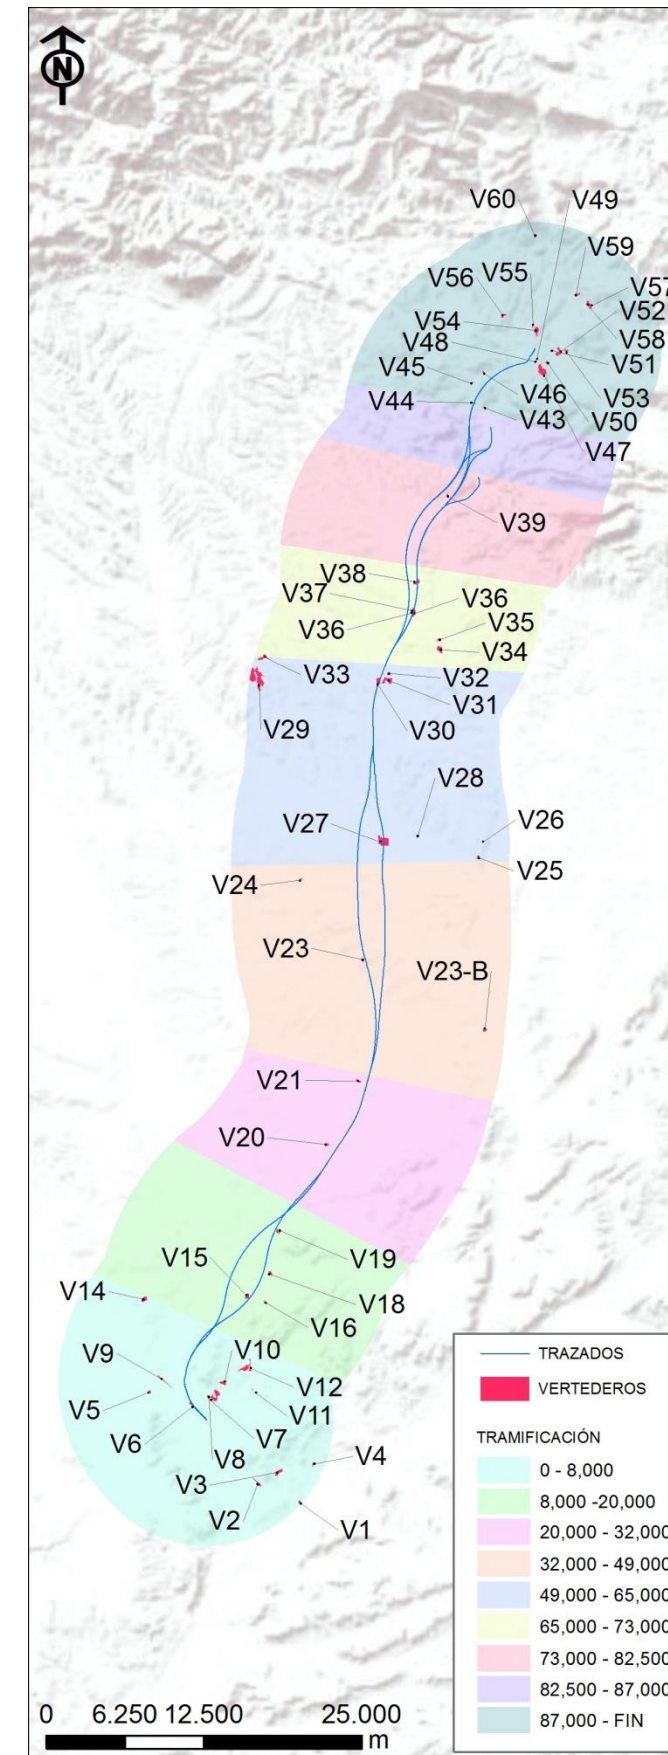 N
V60
V49
V59
V55
V56
V57
V52
V54
V48
V58
V51
V45
V46
V53
V44
V43
V50
V47
V39
V38
V37
V36
V36
V35
V34
V33
V32
V31
V29
V30
V28
V27
V26
V25
V24
V23
V23-B
V21
V20
V19
V15
V18
V14
V16
V10
V9
V12
V5
V11
V6
V7
V8
V4
V3
V2
V1
TRAZADOS
VERTEDEROS
TRAMIFICACIÓN
0 - 8,000
8,000 -20,000
20,000 - 32,000
32,000 - 49,000
49,000 - 65,000
65,000 - 73,000
73,000 - 82,500
82,500 - 87,000
87,000 - FIN
0 6.250 12.500 25.000
m